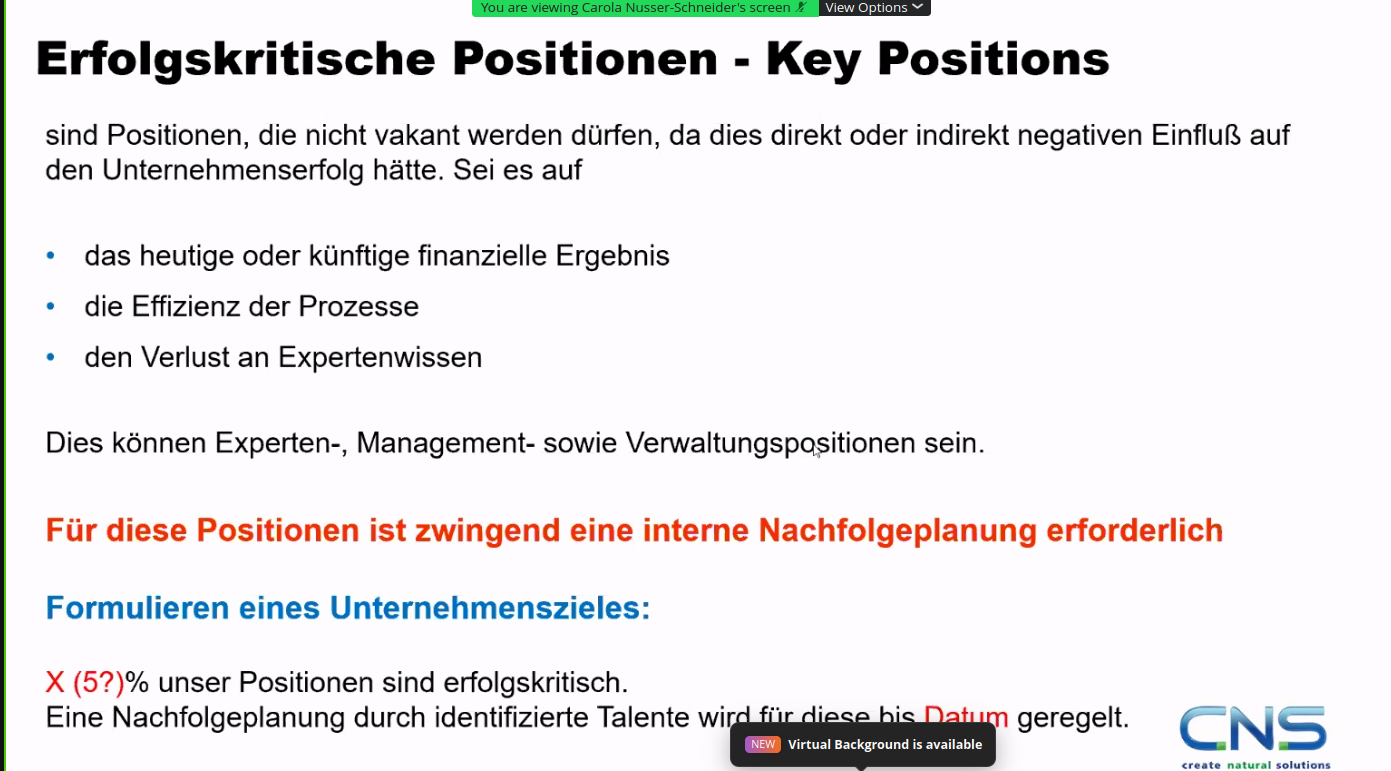 You are viewing Carola Nusser-Schneider's screen
View Options
Erfolgskritische Positionen - Key Positions
sind Positionen, die nicht vakant werden dürfen, da dies direkt oder indirekt negativen Einfluß auf
den Unternehmenserfolg hätte. Sei es auf
• das heutige oder künftige finanzielle Ergebnis
• die Effizienz der Prozesse
• den Verlust an Expertenwissen
Dies können Experten-, Management- sowie Verwaltungspositionen sein.
Für diese Positionen ist zwingend eine interne Nachfolgeplanung erforderlich
Formulieren eines Unternehmenszieles:
X (5?)% unser Positionen sind erfolgskritisch.
Eine Nachfolgeplanung durch identifizierte Talente wird für diese bis Datum geregelt.
NEW Virtual Background is available
CNS
create natural solutions